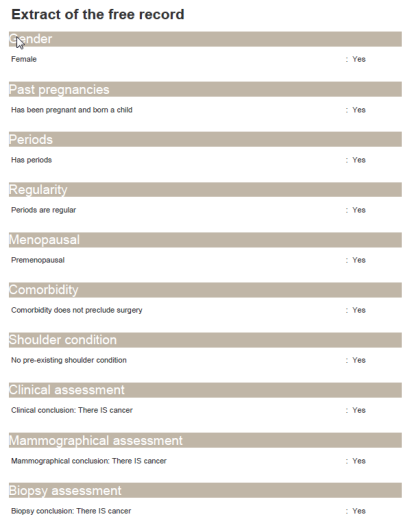 Extract of the free record
Gender
Female : Yes
Past pregnancies
Has been pregnant and born a child : Yes
Periods
Has periods : Yes
Regularity
Periods are regular : Yes
Menopausal
Premenopausal : Yes
Comorbidity
Comorbidity does not preclude surgery : Yes
Shoulder condition
No pre-existing shoulder condition : Yes
Clinical assessment
Clinical conclusion: There IS cancer : Yes
Mammographical assessment
Mammographical conclusion: There IS cancer : Yes
Biopsy assessment
Biopsy conclusion: There IS cancer : Yes